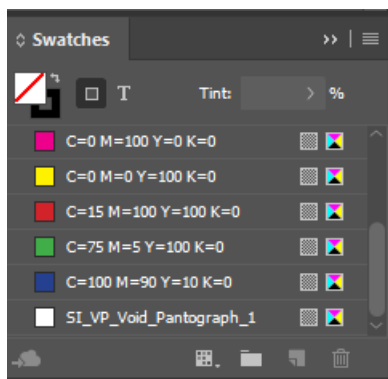 Swatches
T Tint: %
C=0 M=100 Y=0 K=0
C=0 M=0 Y=100 K=0
C=15 M=100 Y=100 K=0
C=75 M=5 Y=100 K=0
C=100 M=90 Y=10 K=0
SI_VP_Void_Pantograph_1